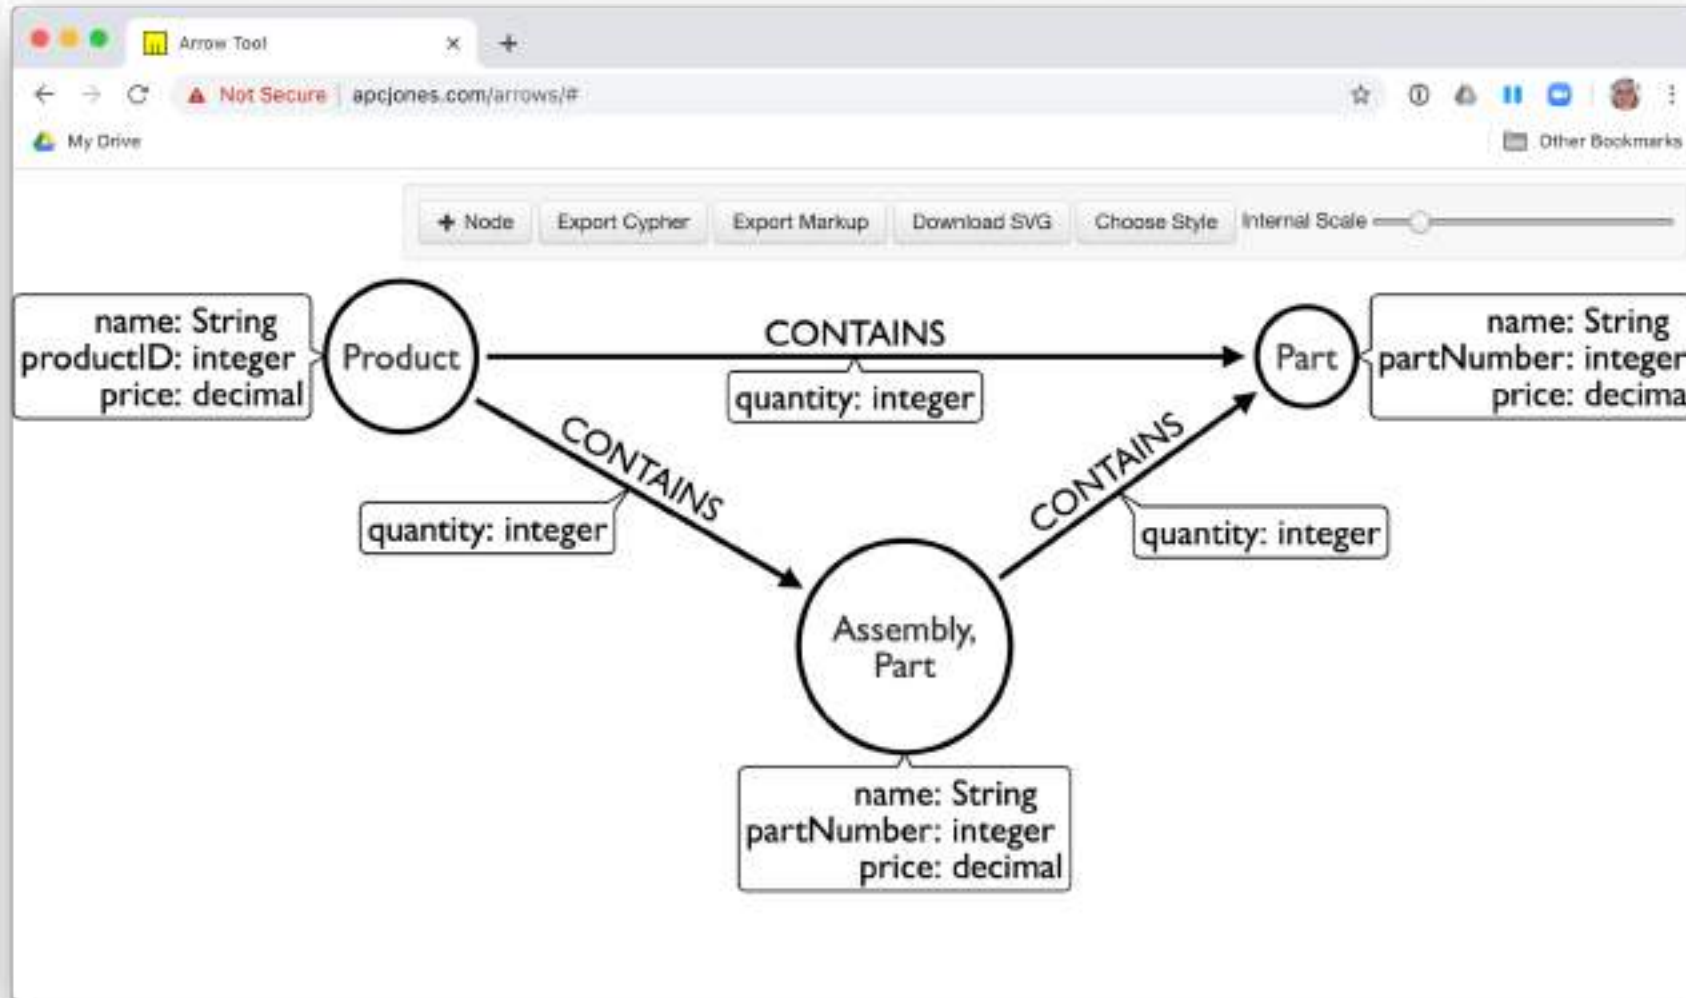 Arrow Tool
Not Secure apcjones.com/arrows/#
My Drive
Other Bookmarks
+ Node
Export Cypher
Export Markup
Download SVG
Choose Style
Internal Scale
name: String
productID: integer
price: decimal
Product
CONTAINS
quantity: integer
Part
name: String
partNumber: integer
price: decima
CONTAINS
quantity: integer
CONTAINS
quantity: integer
Assembly,
Part
name: String
partNumber: integer
price: decimal